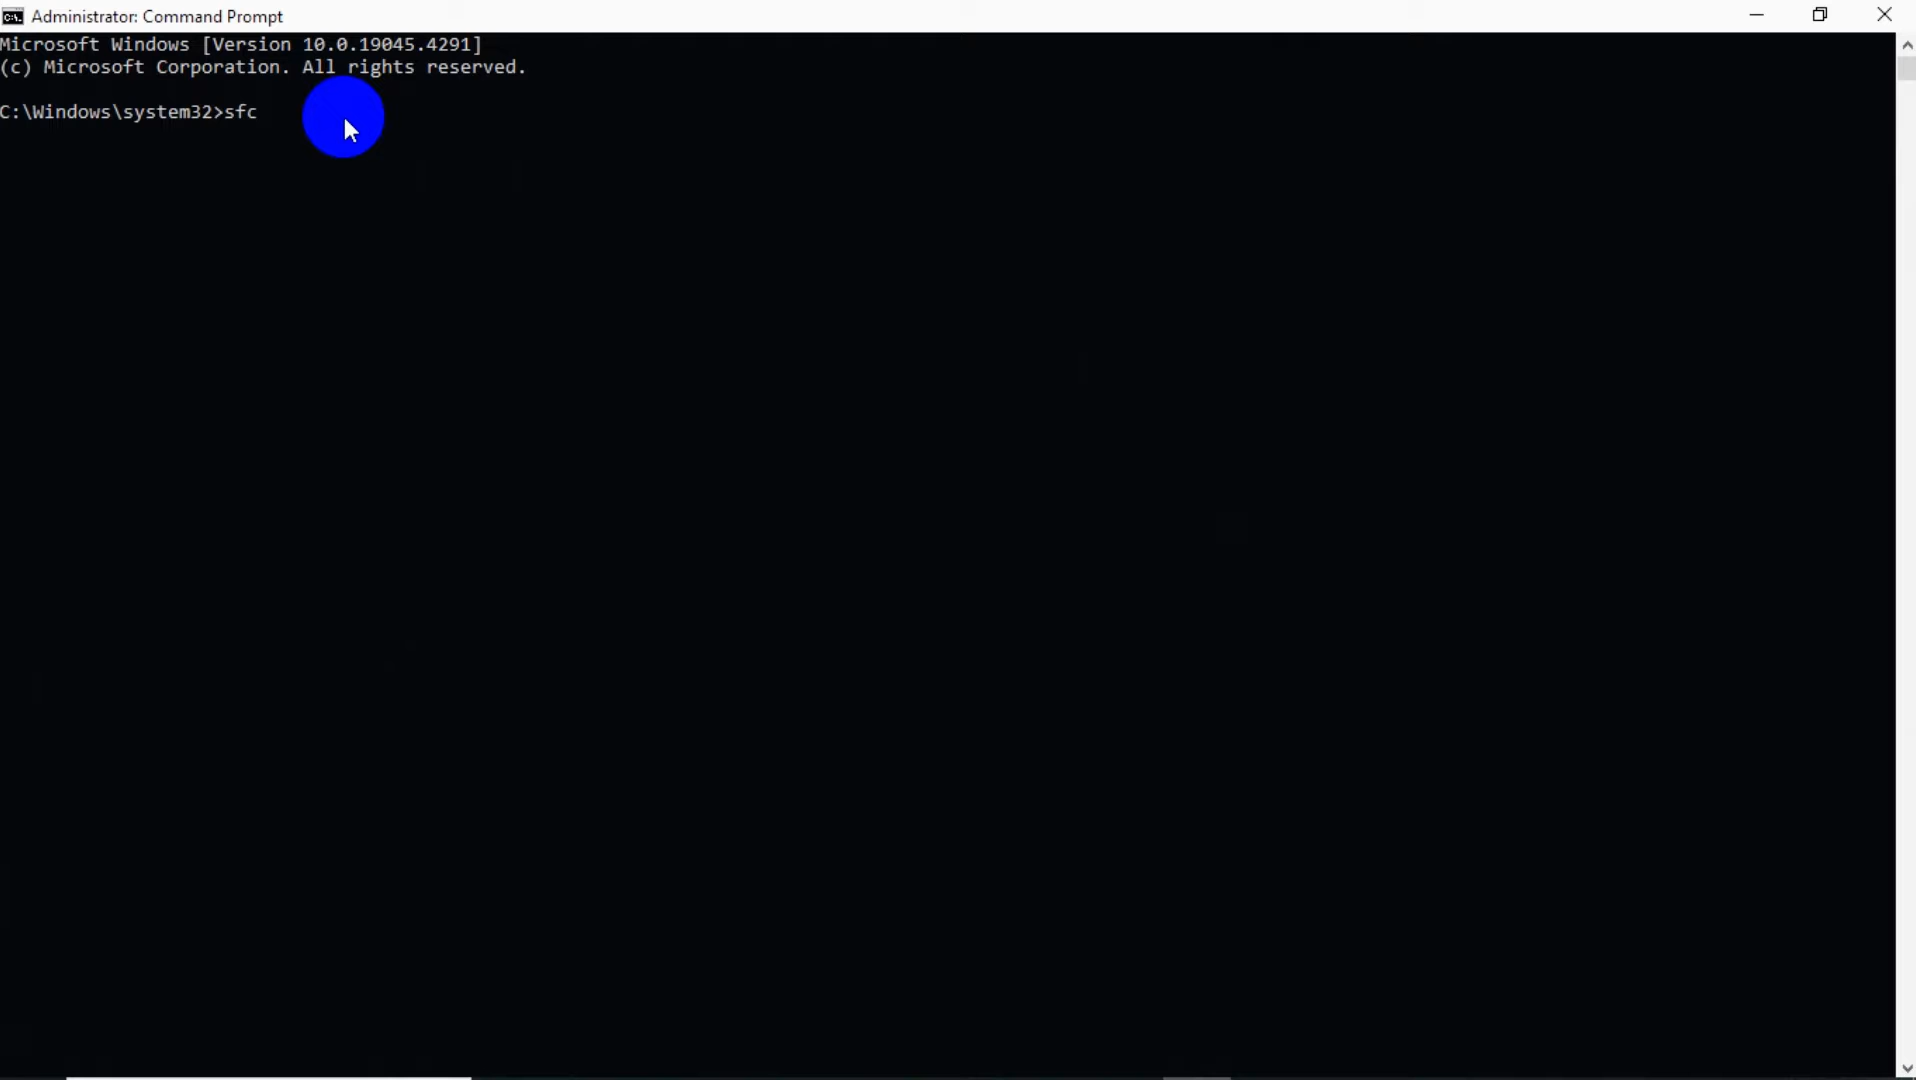 Administrator: Command Prompt
Microsoft Windows [Version 10.0.19045.4291]
(c) Microsoft Corporation. All rights reserved.
C:\Windows\system32>sfc